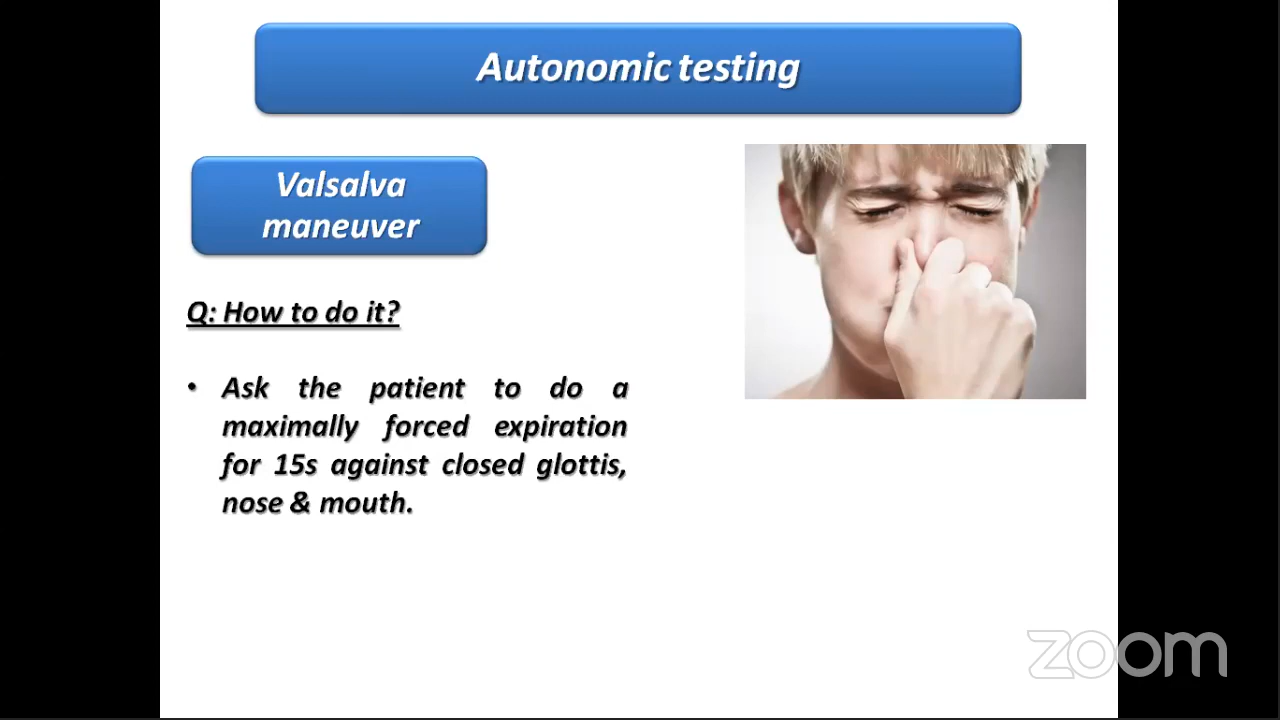 Autonomic testing
Valsalva
maneuver
Q: How to do it?
• Ask the patient to do a
maximally forced expiration
for 15s against closed glottis,
nose & mouth.
zoom